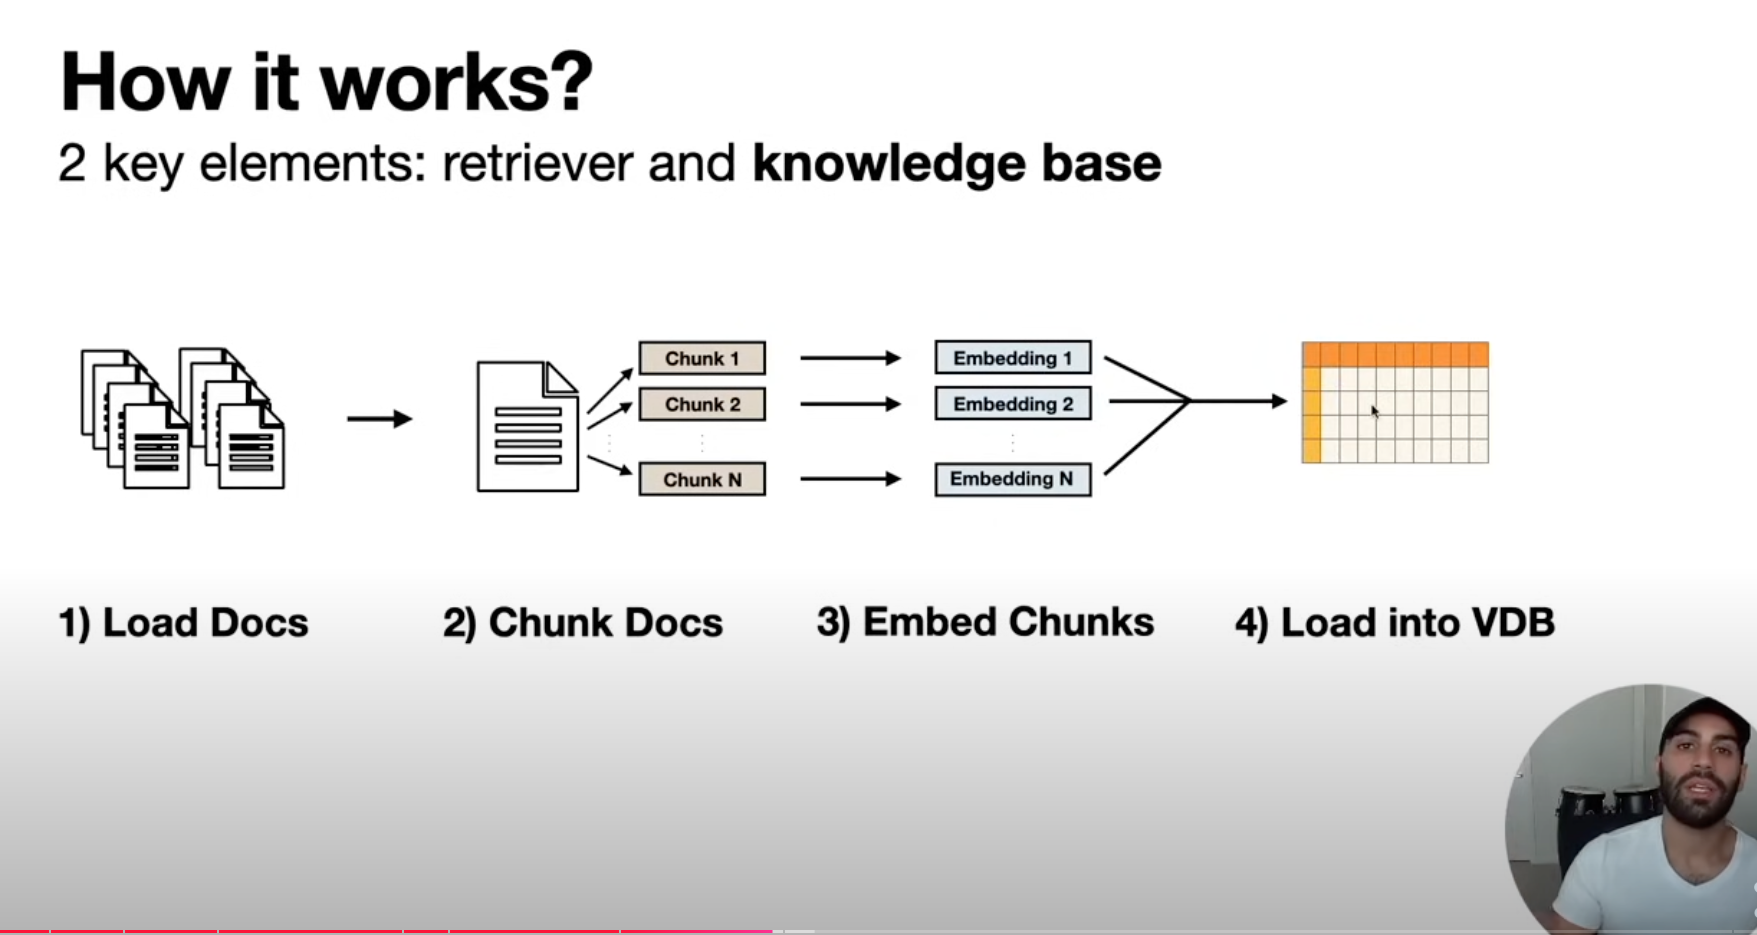 How it works?
2 key elements: retriever and knowledge base
Chunk 1
Chunk 2
Chunk N
Embedding 1
Embedding 2
Embedding N
1) Load Docs
2) Chunk Docs
3) Embed Chunks
4) Load into VDB